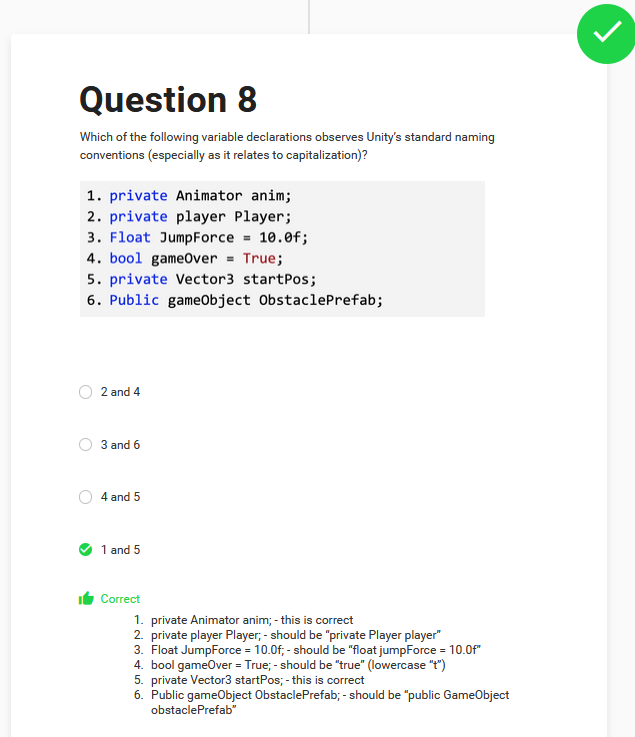 Question 8
Which of the following variable declarations observes Unity's standard naming
conventions (especially as it relates to capitalization)?
1. private Animator anim;
2. private player Player;
3. Float JumpForce = 10.0f;
4. bool gameOver = True;
5. private Vector3 startPos;
6. Public gameObject ObstaclePrefab;
2 and 4
3 and 6
4 and 5
1 and 5
Correct
1. private Animator anim; - this is correct
2. private player Player; - should be "private Player player”
3. Float JumpForce = 10.0f; - should be “float jumpForce = 10.0f”
4. bool gameOver = True; - should be “true” (lowercase “t”)
5. private Vector3 startPos; - this is correct
6. Public gameObject ObstaclePrefab; - should be “public GameObject
obstaclePrefab”